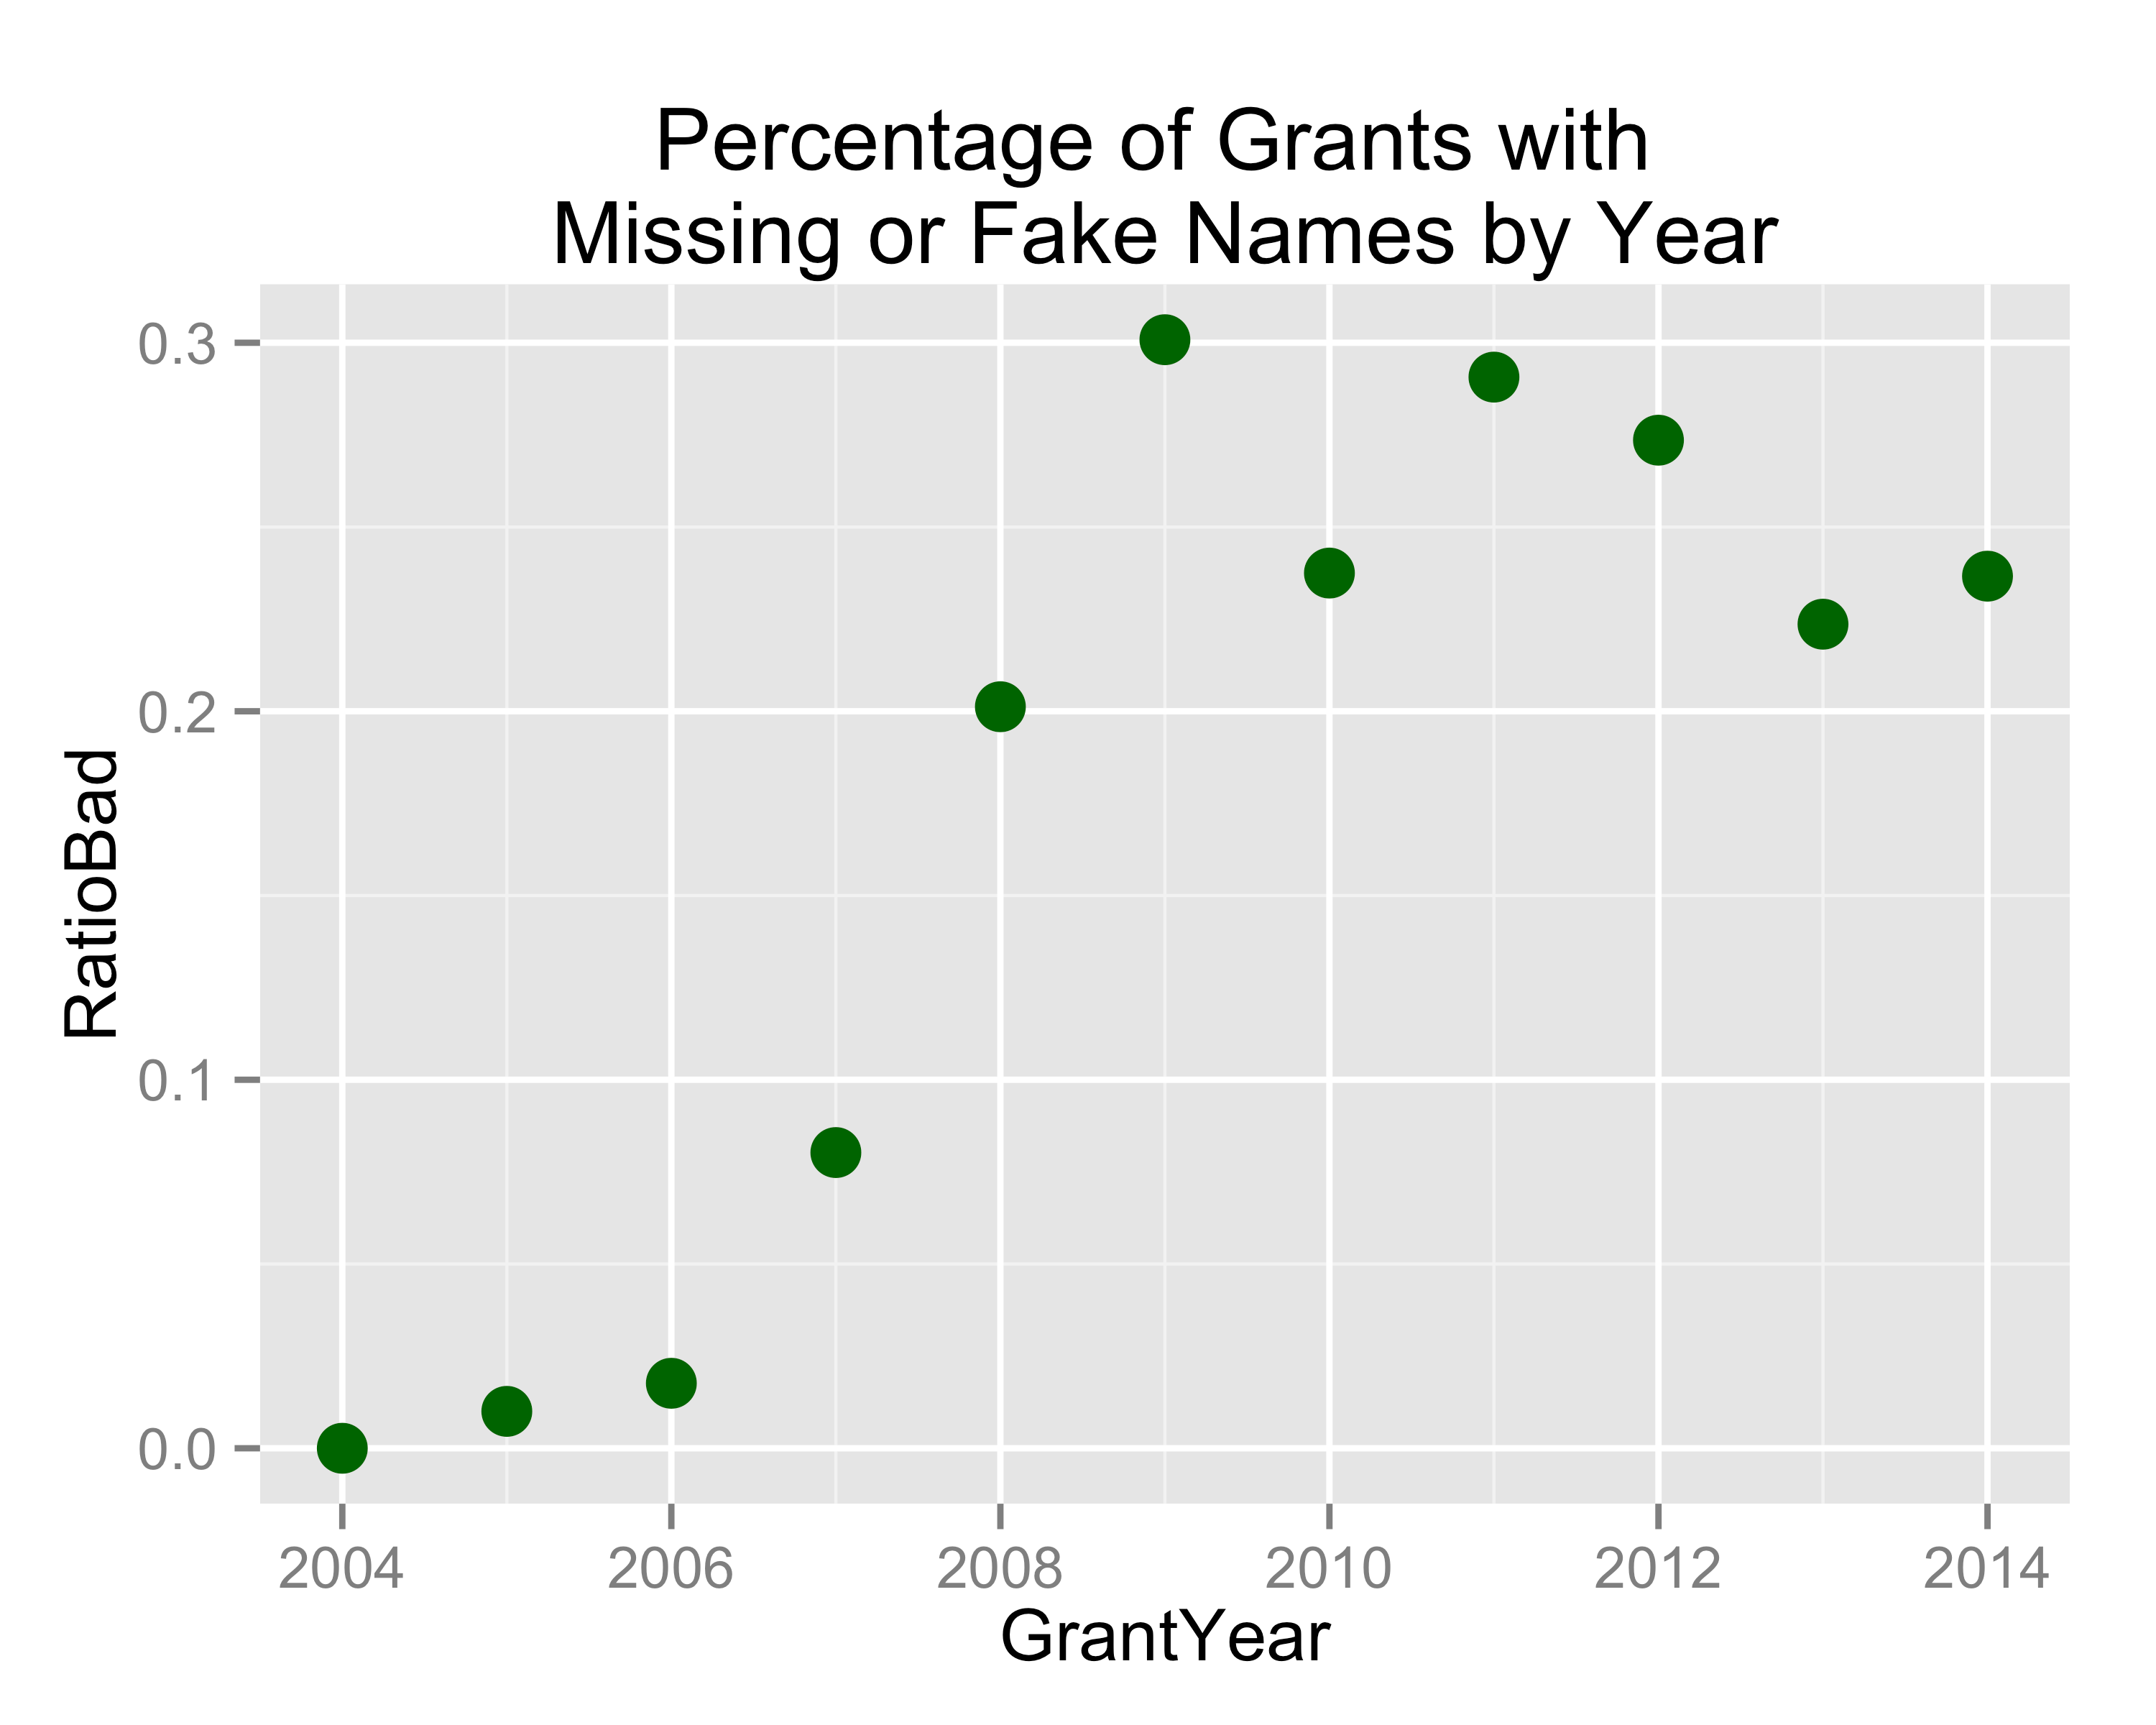 Percentage of Grants with
Missing or Fake Names by Year
0.3
0.2
0.1
0.0
RatioBad
2004 2006 2008 2010 2012 2014
GrantYear